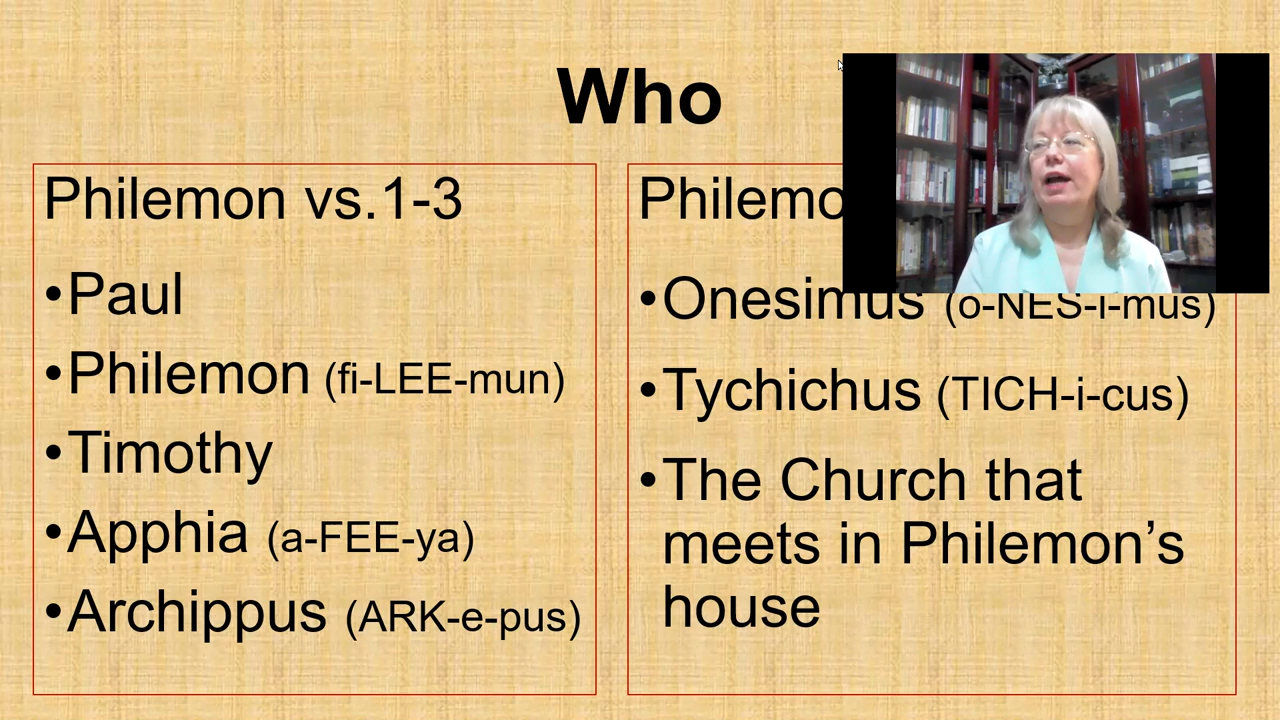 Who
Philemon vs.1-3
•Paul
•Philemon (fi-LEE-mun)
•Timothy
•Apphia (a-FEE-ya)
•Archippus (ARK-e-pus)
•Onesimus (o-NES-i-mus)
•Tychichus (TICH-i-cus)
•The Church that
meets in Philemon’s
house